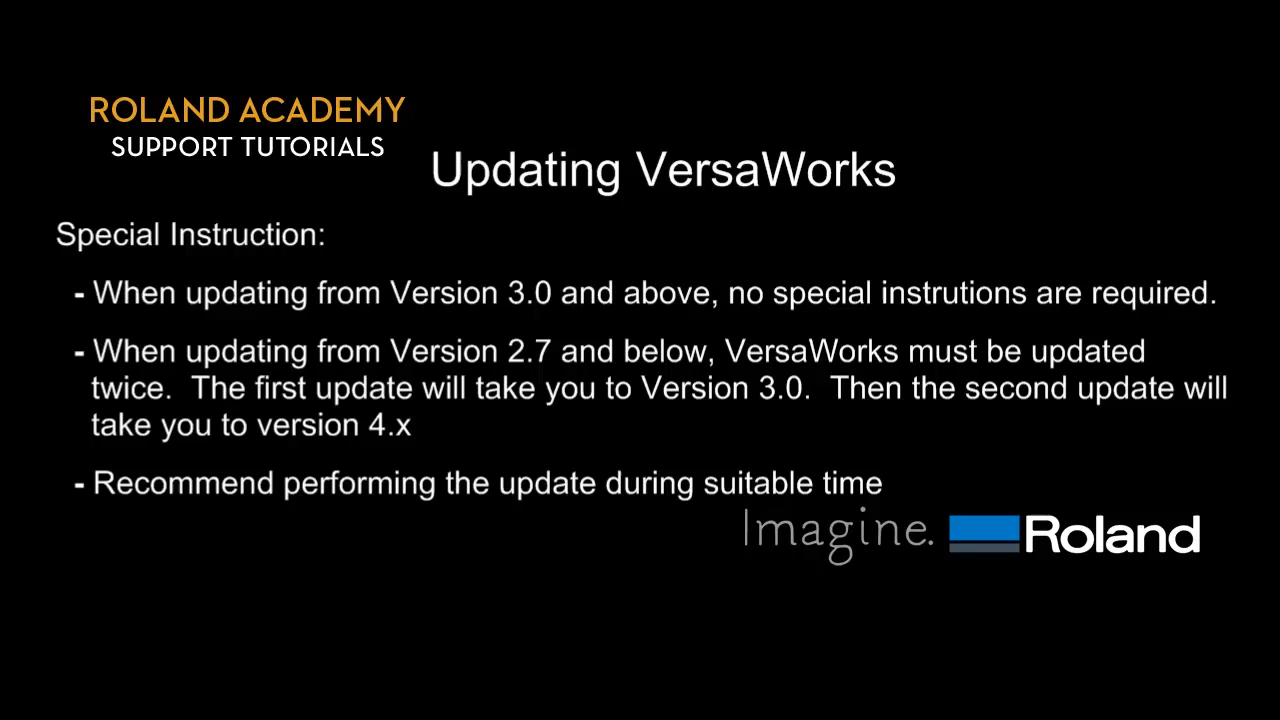 ROLAND ACADEMY
SUPPORT TUTORIALS
Updating VersaWorks
Special Instruction:
- When updating from Version 3.0 and above, no special instrutions are required.
- When updating from Version 2.7 and below, VersaWorks must be updated
twice.  The first update will take you to Version 3.0.  Then the second update will
take you to version 4.x
- Recommend performing the update during suitable time
Imagine. Roland